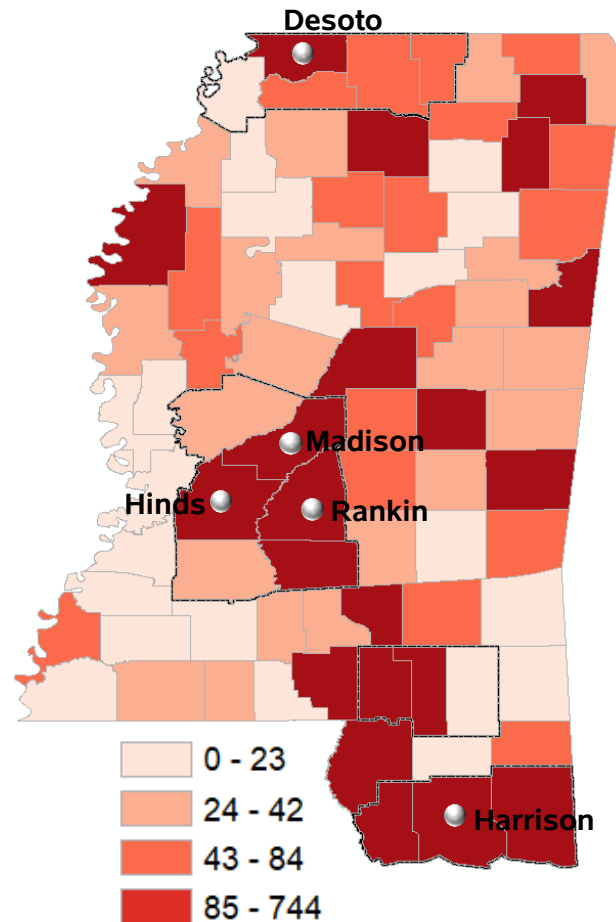 Desoto
Madison
Hinds
Rankin
0 - 23
24 - 42
43 - 84
Harrison
85 - 744